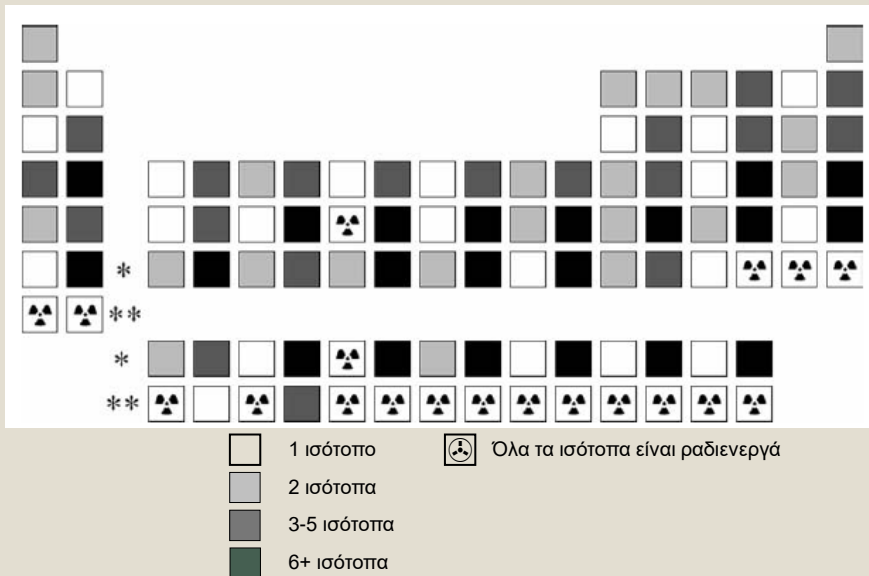 *
**
*
**
1 ισότοπο
Όλα τα ισότοπα είναι ραδιενεργά
2 ισότοπα
3-5 ισότοπα
6+ ισότοπα